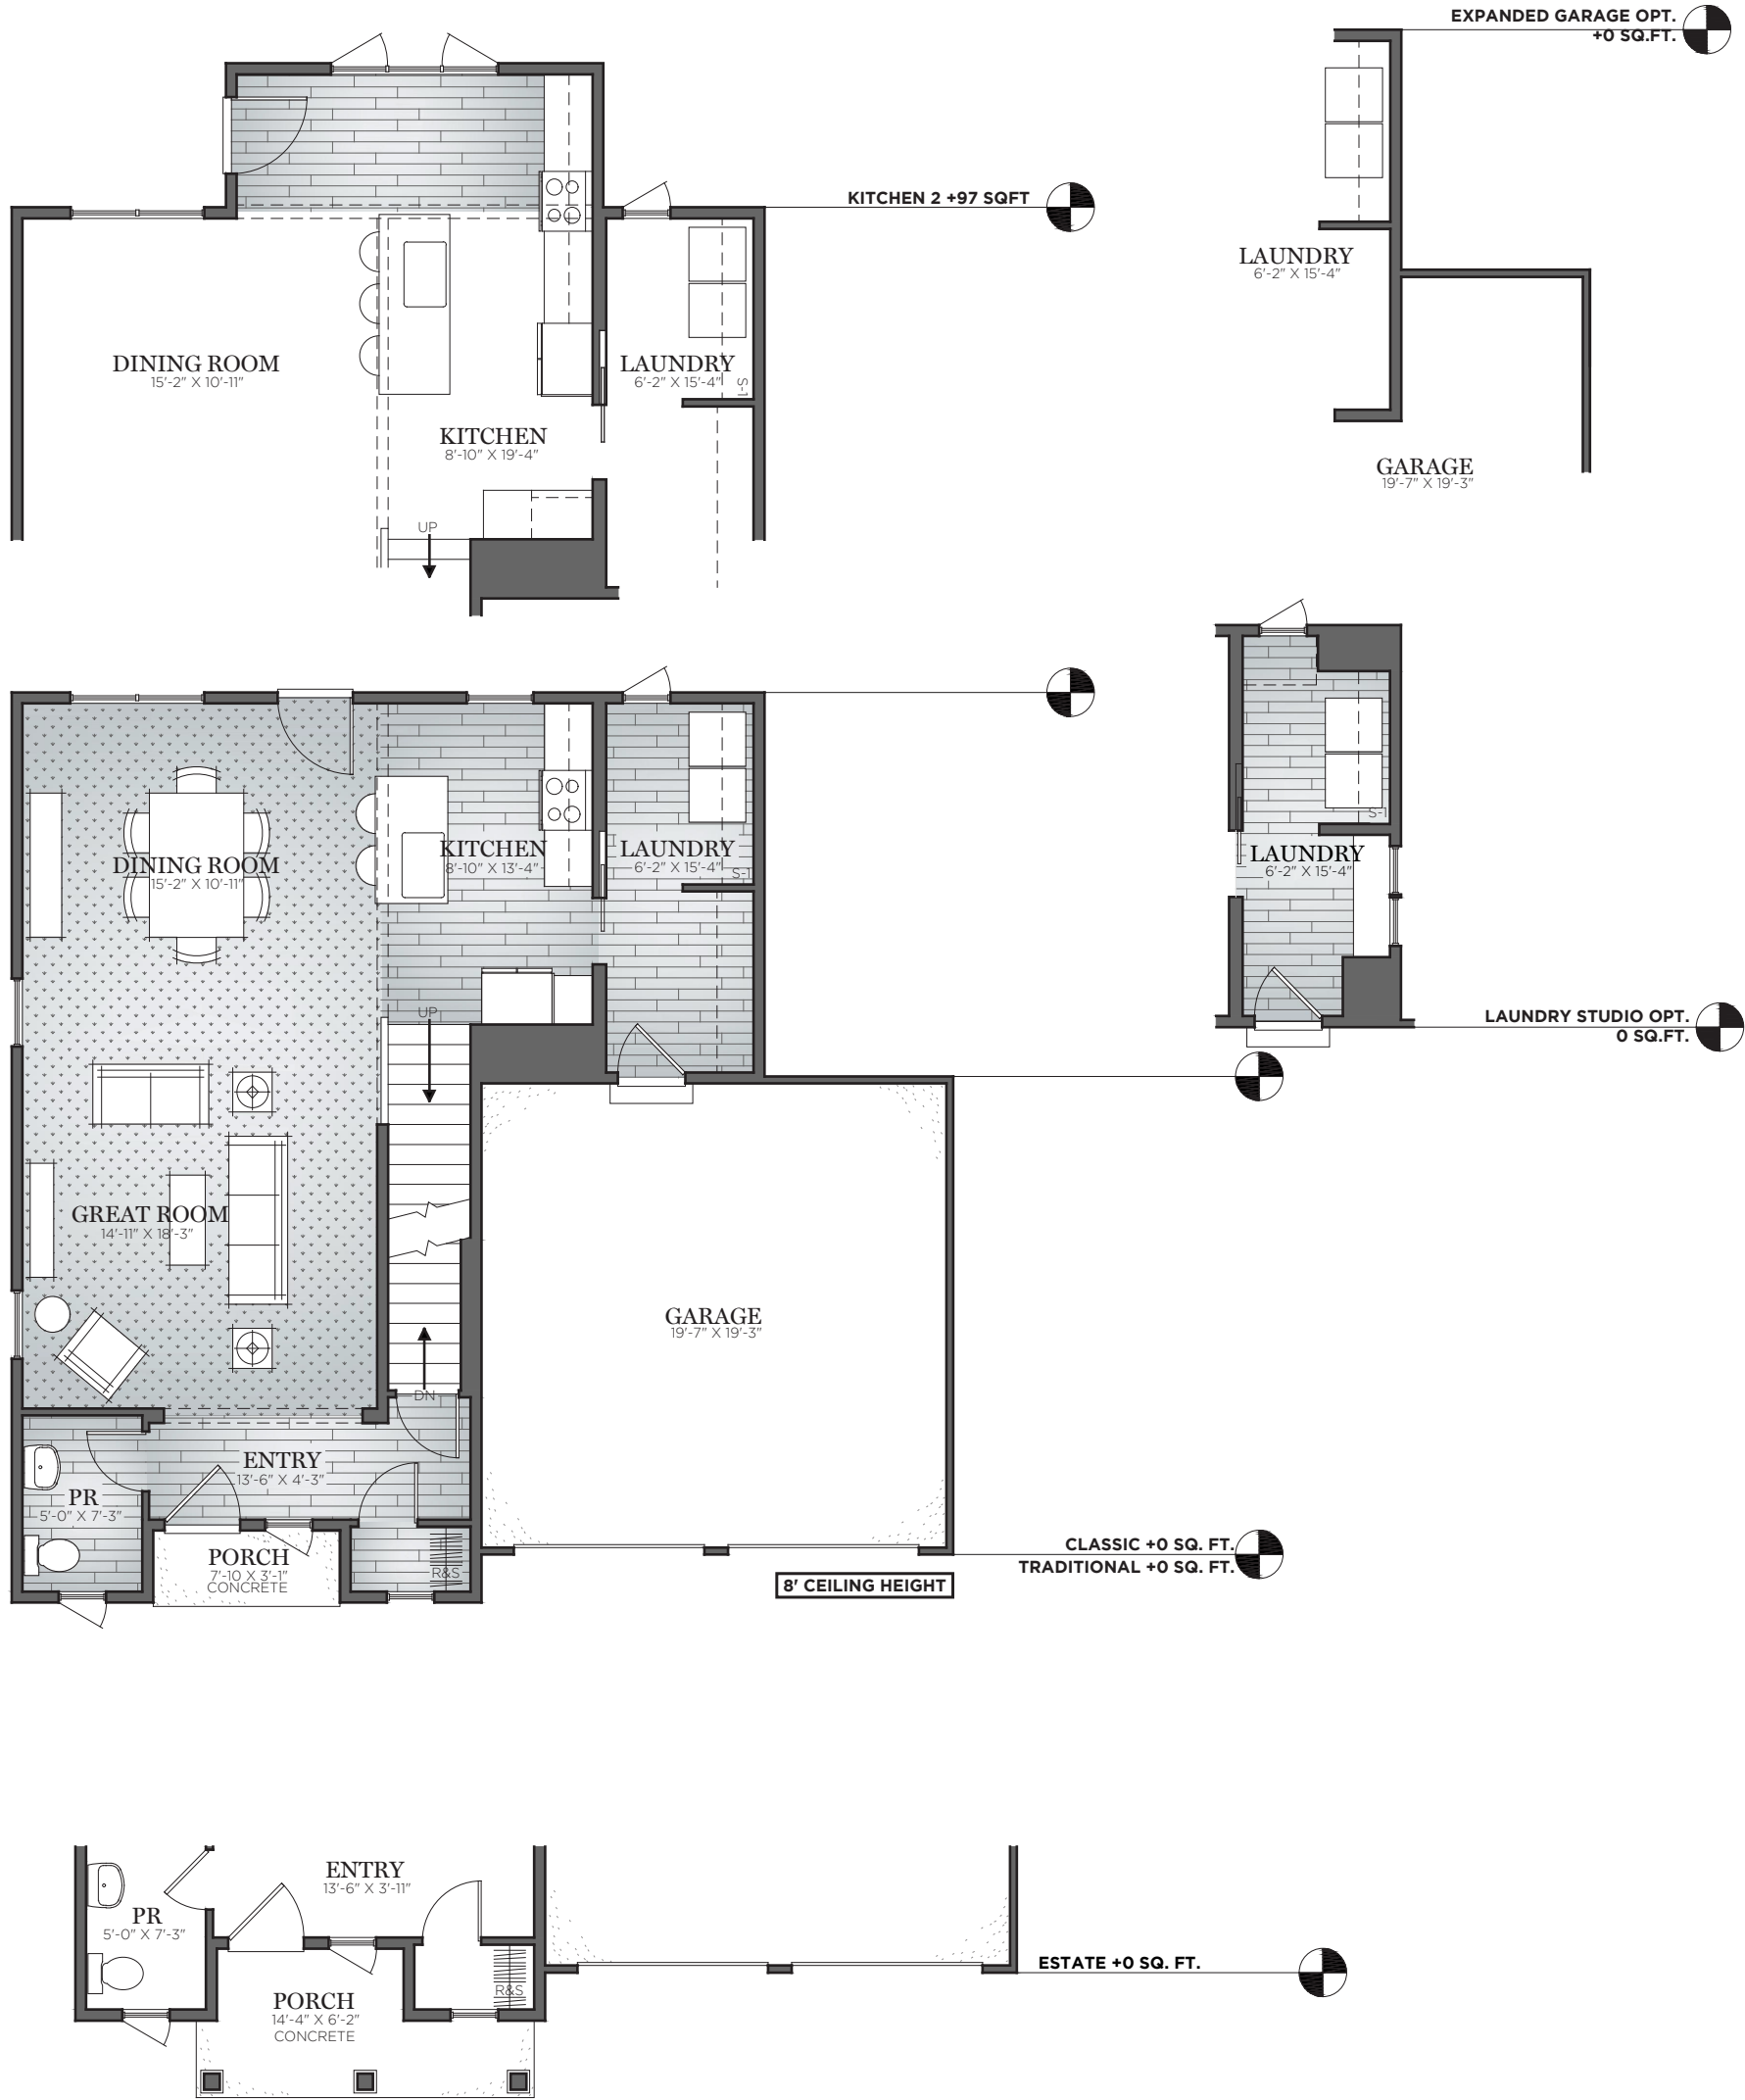 EXPANDED GARAGE OPT.
+0 SQ.FT.
KITCHEN 2 +97 SQFT
LAUNDRY
6'-2" X 15'-4"
DINING ROOM
15'-2" X 10'-11"
LAUNDRY
6'-2" X 15'-4"
S-1
KITCHEN
8'-10" X 19'-4"
GARAGE
19'-7" X 19'-3"
UP
DINING ROOM
15'-2" X 10'-11"
KITCHEN
8'-10" X 13'-4"
LAUNDRY
6'-2" X 15'-4"
S-1
S-1
LAUNDRY
6'-2" X 15'-4"
UP
LAUNDRY STUDIO OPT.
0 SQ.FT.
GREAT ROOM
14'-11" X 18'-3"
GARAGE
19'-7" X 19'-3"
DN
ENTRY
13'-6" X 4'-3"
PR
5'-0" X 7'-3"
PORCH
7'-10 X 3'-1"
CONCRETE
R&S
CLASSIC +0 SQ. FT.
TRADITIONAL +0 SQ. FT.
8' CEILING HEIGHT
ENTRY
13'-6" X 3'-11"
PR
5'-0" X 7'-3"
ESTATE +0 SQ. FT.
R&S
PORCH
14'-4" X 6'-2"
CONCRETE